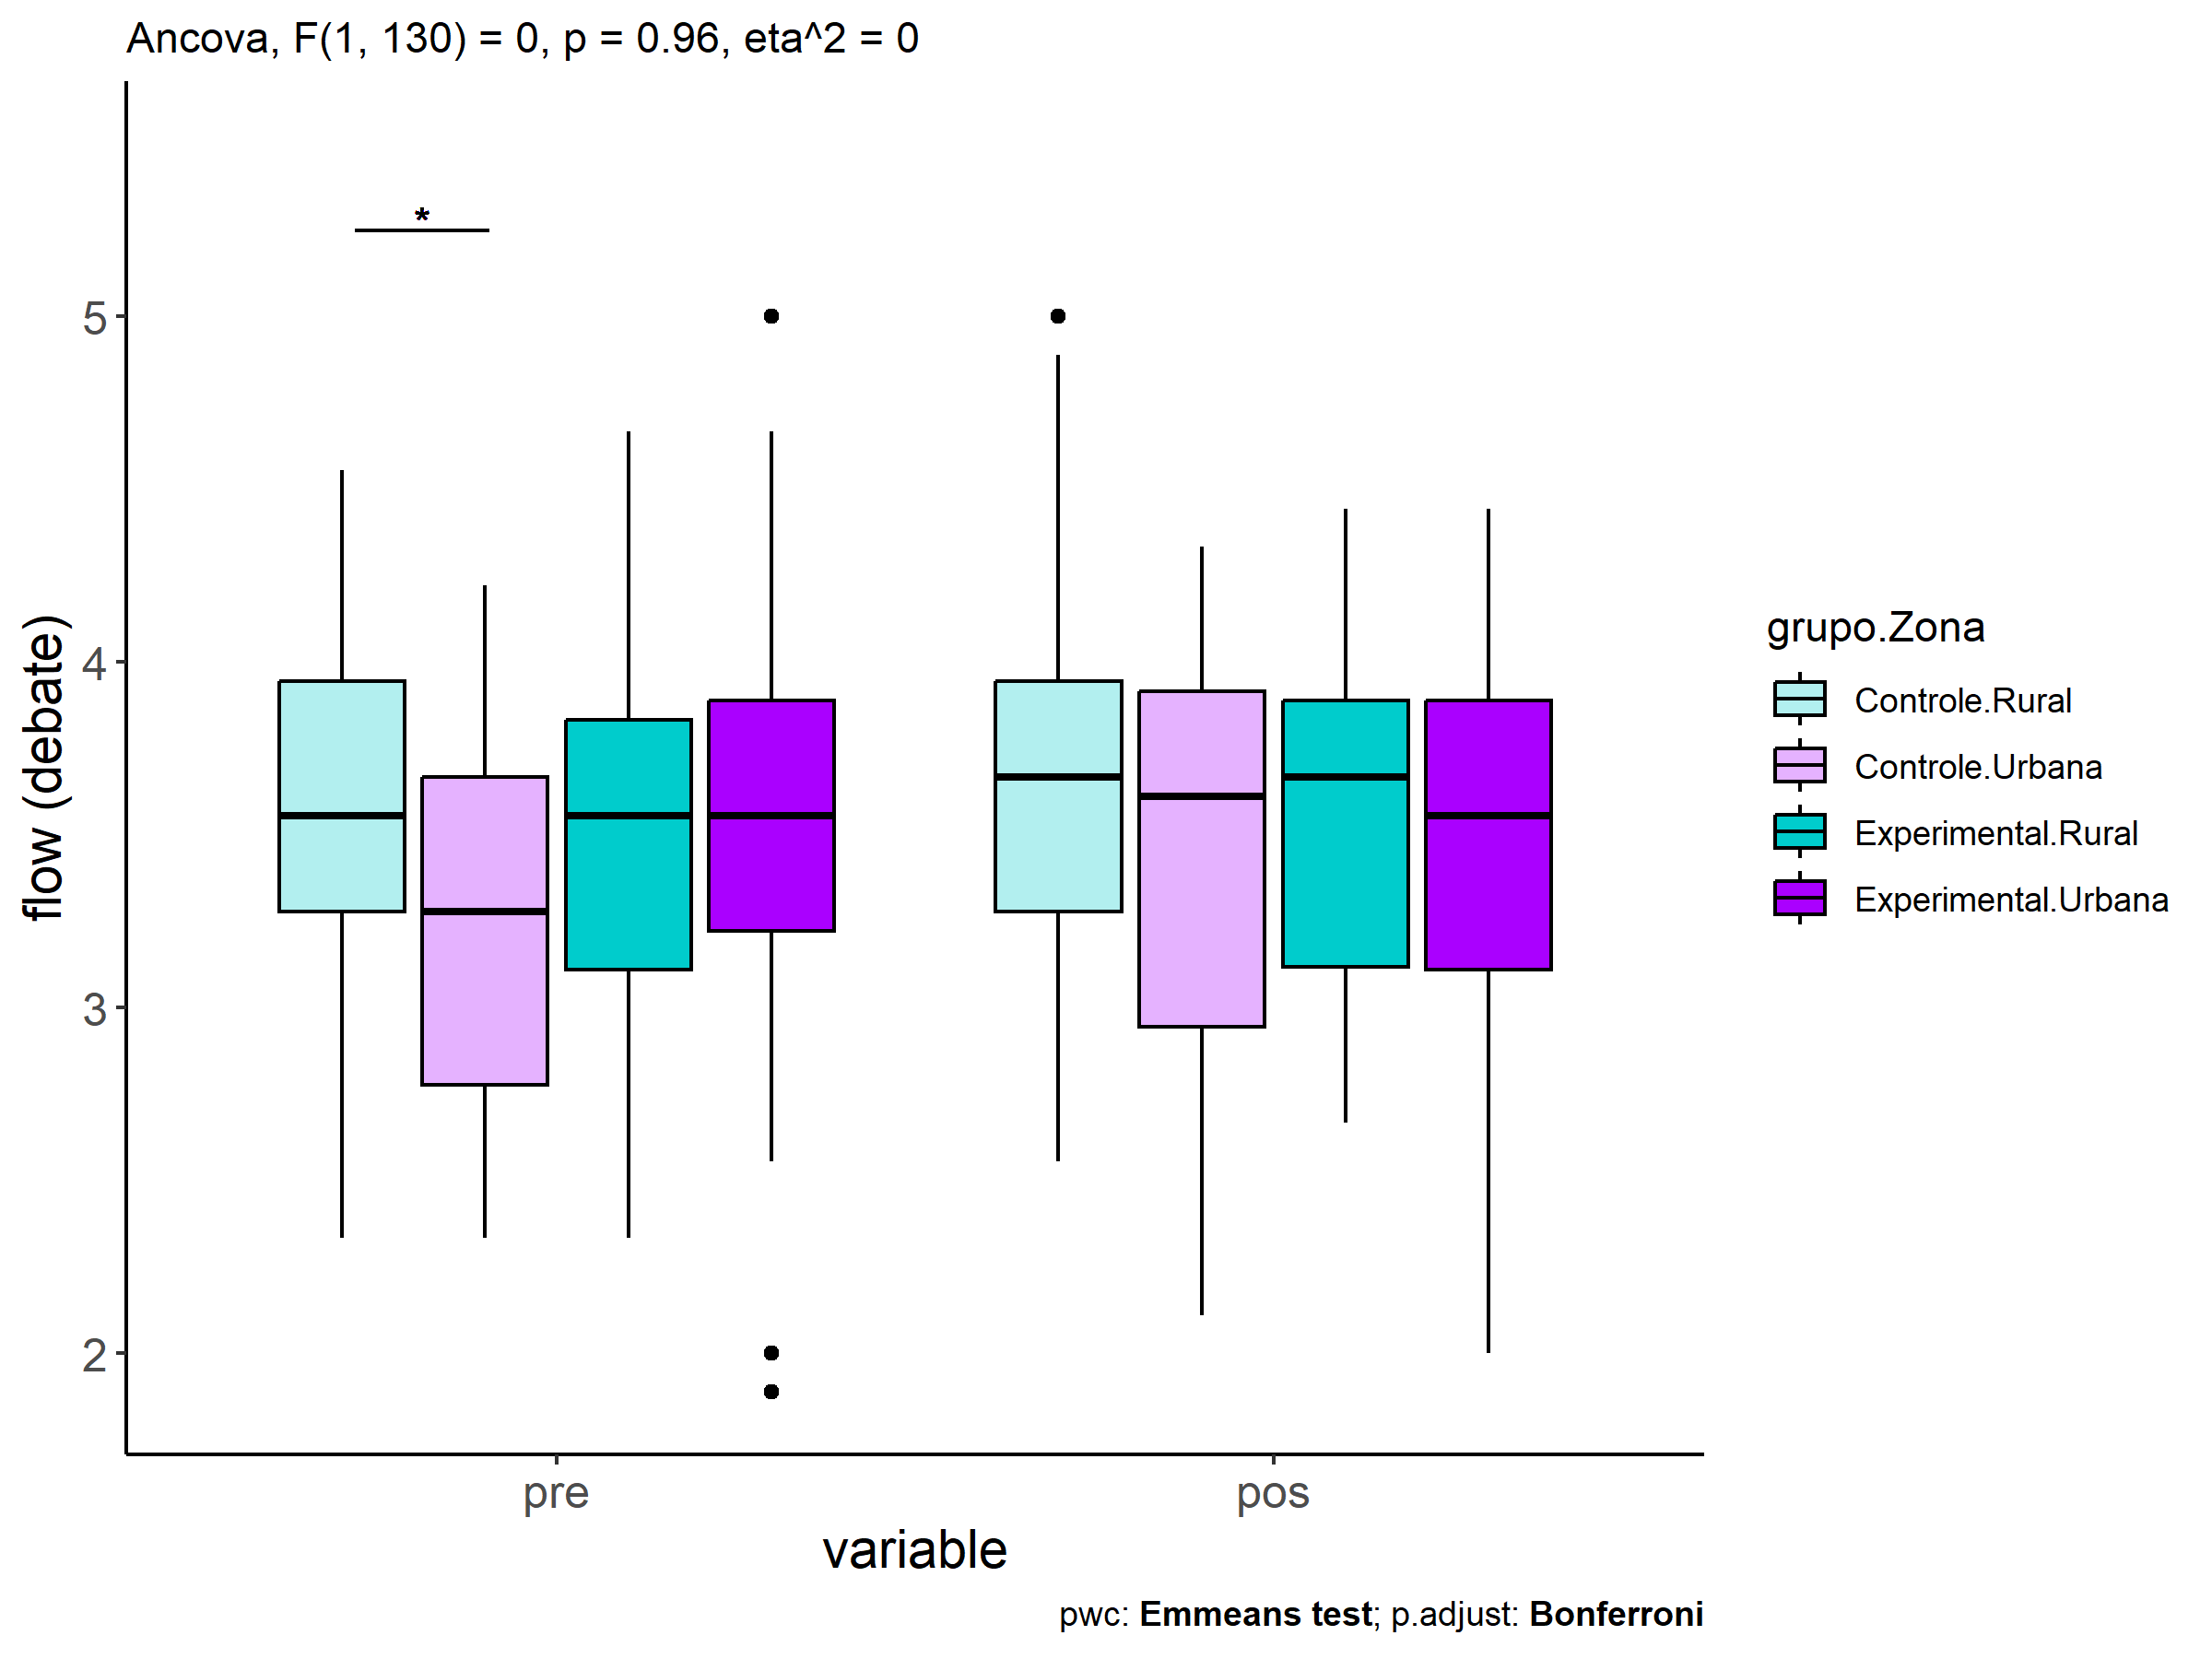 Ancova, F(1, 130) = 0, p = 0.96, eta^2 = 0
*
5
4
3
2
flow (debate)
pre
pos
variable
grupo.Zona
Controle.Rural
Controle.Urbana
Experimental.Rural
Experimental.Urbana
pwc: Emmeans test; p.adjust: Bonferroni